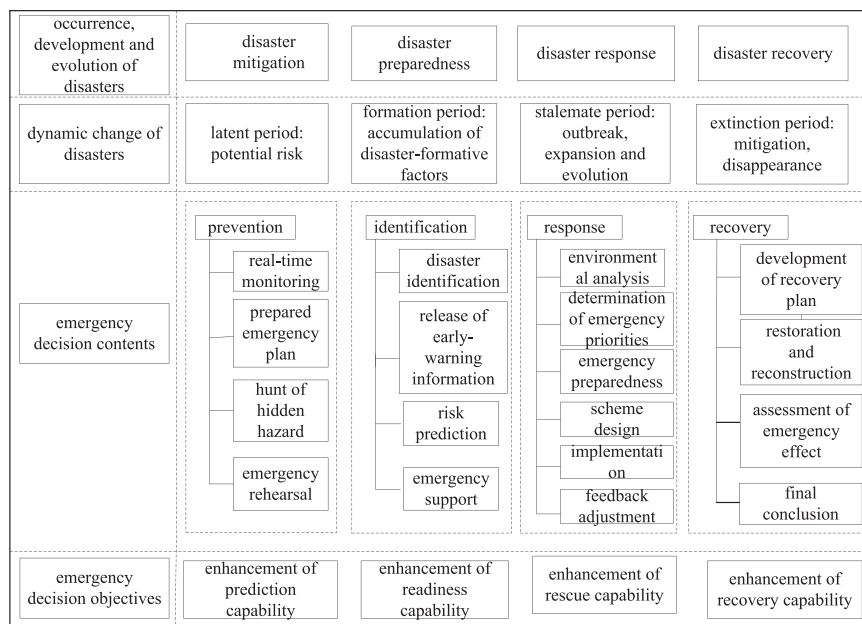 occurrence,
development and
evolution of
disasters
disaster
mitigation
disaster
preparedness
disaster response
disaster recovery
dynamic change of
disasters
latent period:
potential risk
formation period:
accumulation of
disaster-formative
factors
stalemate period:
outbreak,
expansion and
evolution
extinction period:
mitigation,
disappearance
emergency
decision contents
prevention
real-time
monitoring
prepared
emergency
plan
hunt of
hidden
hazard
emergency
rehearsal
identification
disaster
identification
release of
early-
warning
information
risk
prediction
emergency
support
response
environment
al analysis
determination
of emergency
priorities
emergency
preparedness
scheme
design
implementati
on
feedback
adjustment
recovery
development
of recovery
plan
restoration
and
reconstruction
assessment of
emergency
effect
final
conclusion
emergency
decision objectives
enhancement of
prediction
capability
enhancement of
readiness
capability
enhancement of
rescue capability
enhancement of
recovery capability